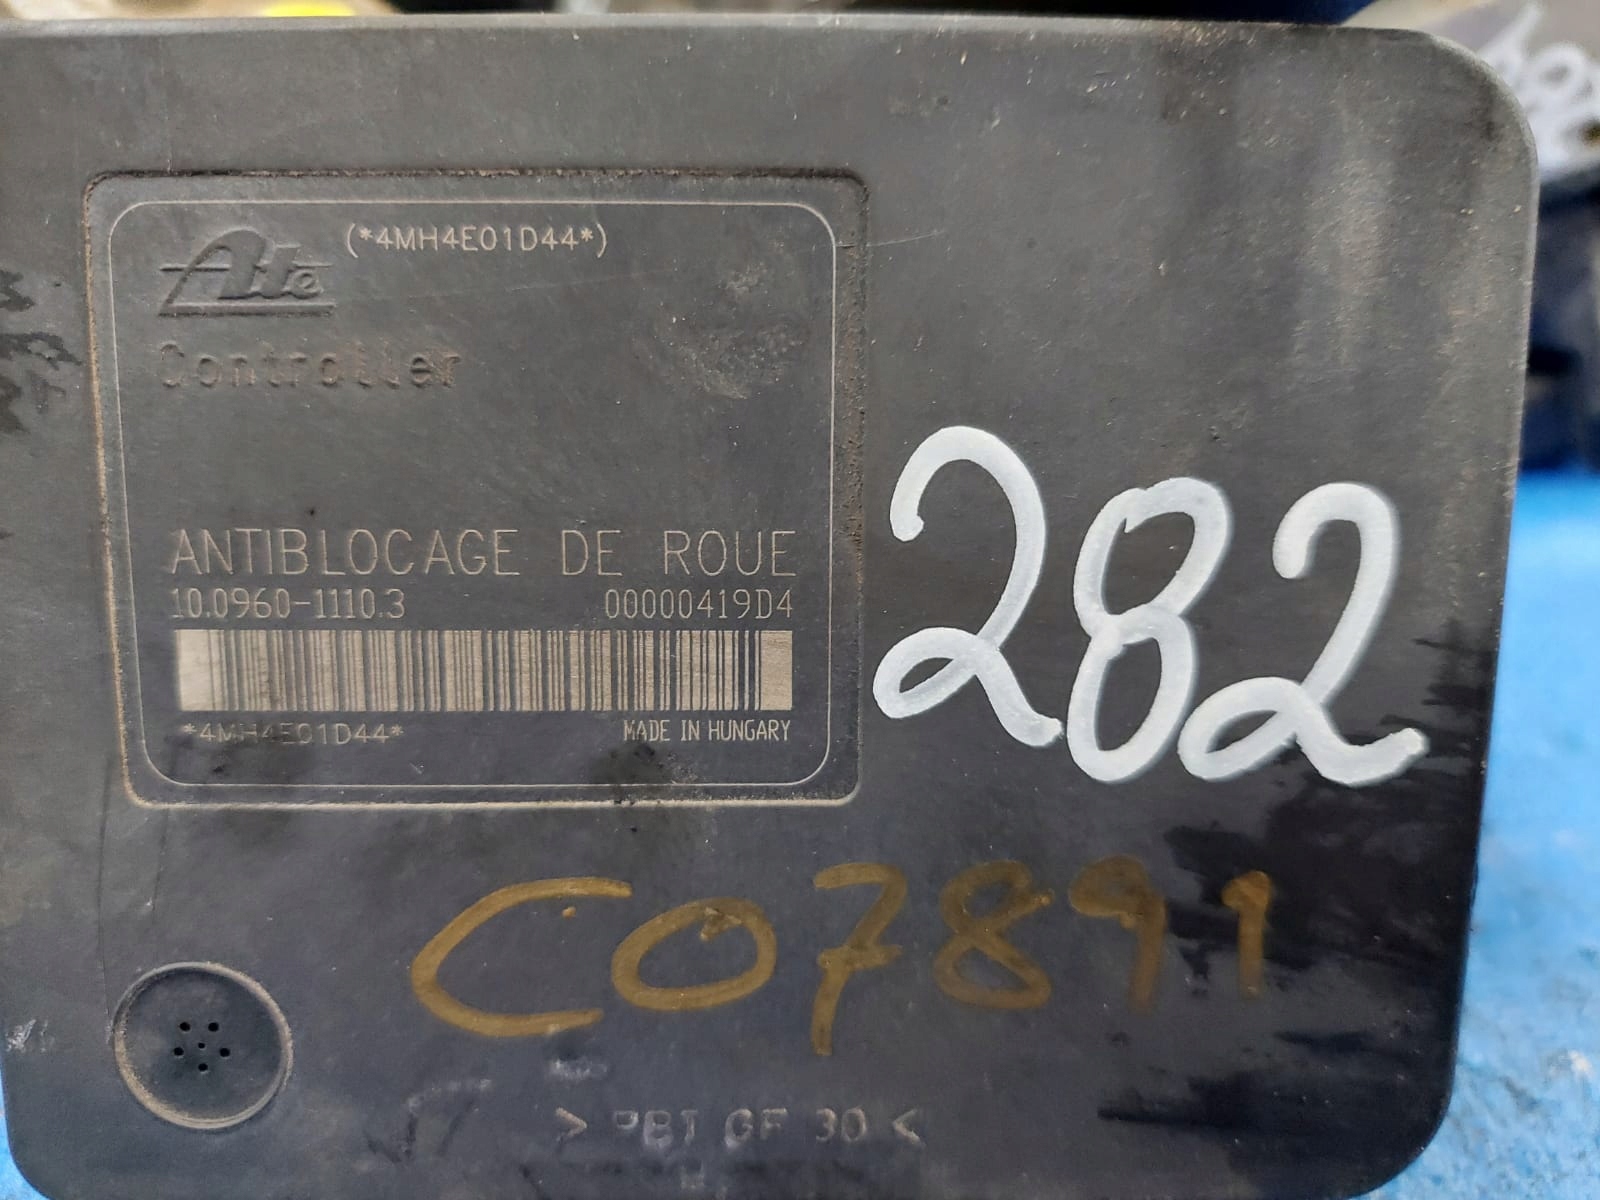 (*4MH4E01D44*)
Ate
Controller
ANTIBLOCAGE DE ROUE
10.0960-1110.3 00000419D4
*4MH4E01D44* MADE IN HUNGARY
282
C07891
> PBT GF 30 <